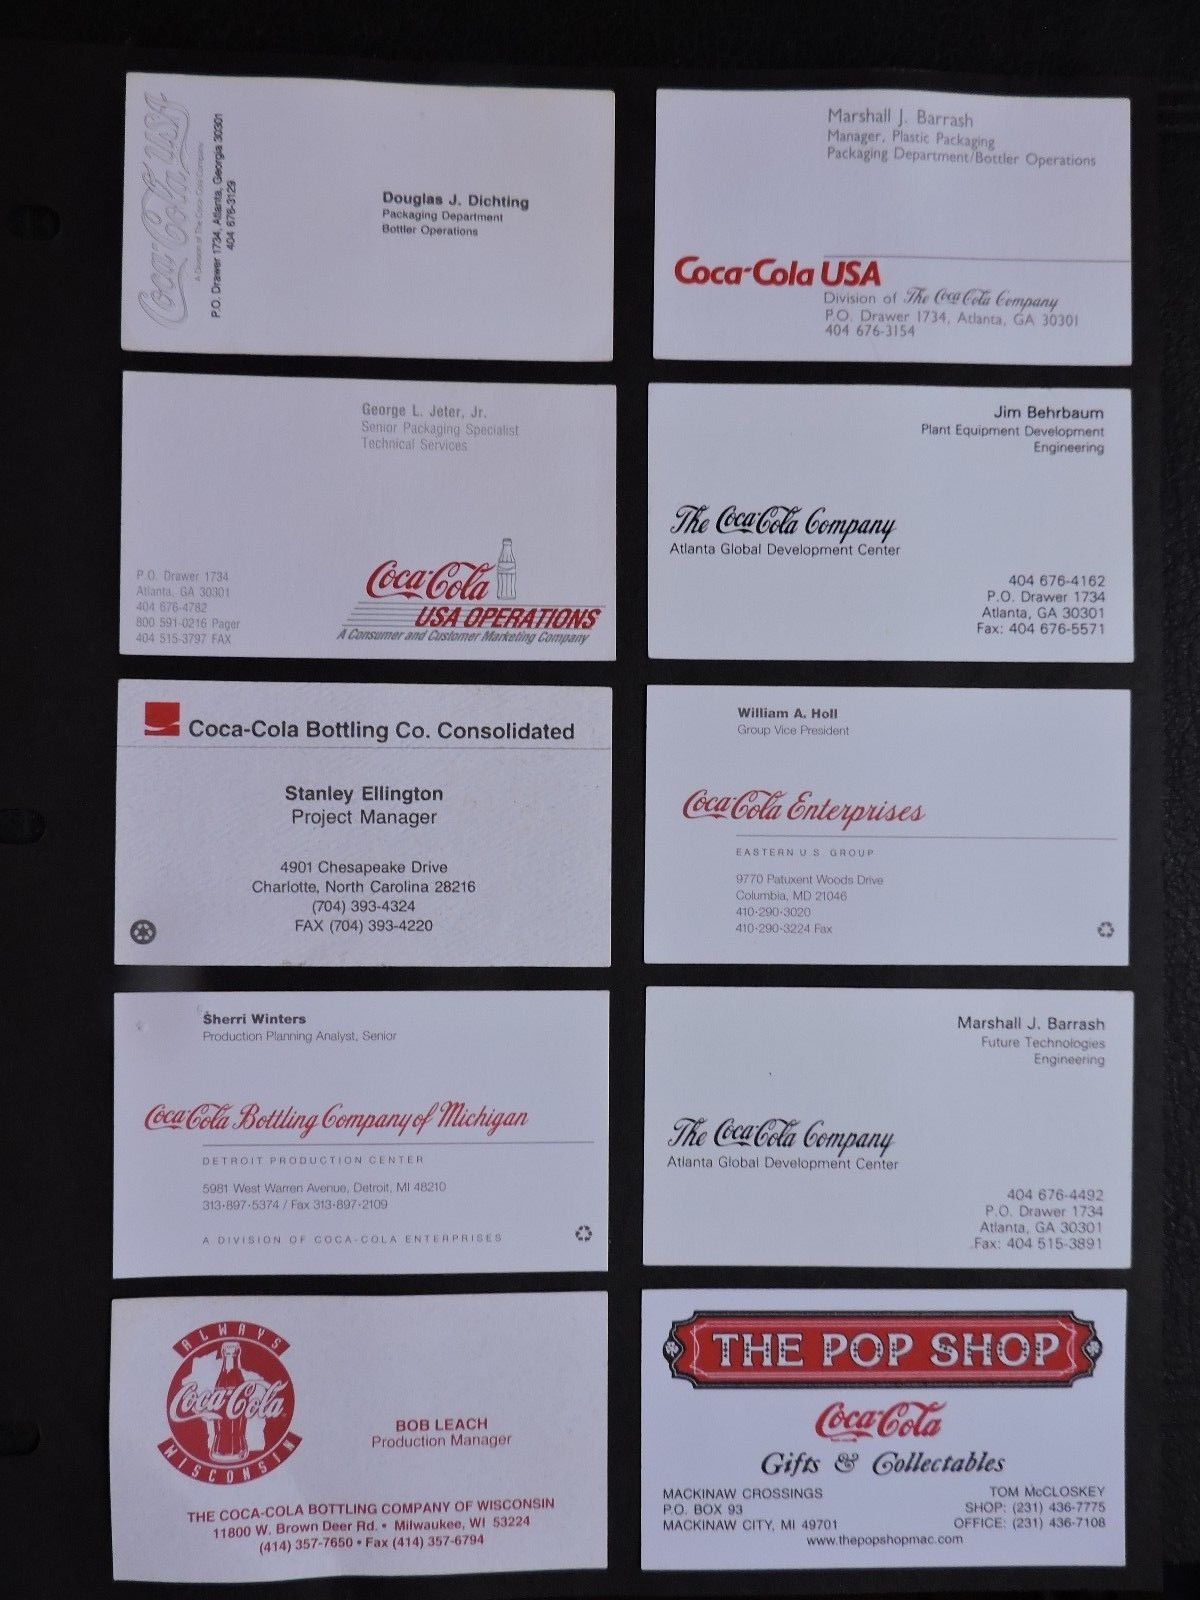 Coca-Cola USA
A Division of The Coca-Cola Company
P.O. Drawer 1734, Atlanta, Georgia 30301
404 676-3129
Douglas J. Dichting
Packaging Department
Bottler Operations
Marshall J. Barrash
Manager, Plastic Packaging
Packaging Department/Bottler Operations
Coca-Cola USA
Division of The Coca-Cola Company
P.O. Drawer 1734, Atlanta, GA 30301
404 676-3154
George L. Jeter, Jr.
Senior Packaging Specialist
Technical Services
P.O. Drawer 1734
Atlanta, GA 30301
404 676-4782
800 591-0216 Pager
404 515-3797 FAX
Coca-Cola
USA OPERATIONS
A Consumer and Customer Marketing Company
Jim Behrbaum
Plant Equipment Development
Engineering
The Coca-Cola Company
Atlanta Global Development Center
404 676-4162
P.O. Drawer 1734
Atlanta, GA 30301
Fax: 404 676-5571
Coca-Cola Bottling Co. Consolidated
Stanley Ellington
Project Manager
4901 Chesapeake Drive
Charlotte, North Carolina 28216
(704) 393-4324
FAX (704) 393-4220
William A. Holl
Group Vice President
Coca-Cola Enterprises
EASTERN U S GROUP
9770 Patuxent Woods Drive
Columbia, MD 21046
410·290·3020
410·290·3224 Fax
Sherri Winters
Production Planning Analyst, Senior
Coca-Cola Bottling Company of Michigan
DETROIT PRODUCTION CENTER
5981 West Warren Avenue, Detroit, MI 48210
313·897·5374 / Fax 313·897·2109
A DIVISION OF COCA-COLA ENTERPRISES
Marshall J. Barrash
Future Technologies
Engineering
The Coca-Cola Company
Atlanta Global Development Center
404 676-4492
P.O. Drawer 1734
Atlanta, GA 30301
Fax: 404 515-3891
ALWAYS
Coca-Cola
WISCONSIN
BOB LEACH
Production Manager
THE COCA-COLA BOTTLING COMPANY OF WISCONSIN
11800 W. Brown Deer Rd. • Milwaukee, WI 53224
(414) 357-7650 • Fax (414) 357-6794
THE POP SHOP
Coca-Cola
Gifts & Collectables
MACKINAW CROSSINGS
P.O. BOX 93
MACKINAW CITY, MI 49701
TOM McCLOSKEY
SHOP: (231) 436-7775
OFFICE: (231) 436-7108
www.thepopshopmac.com